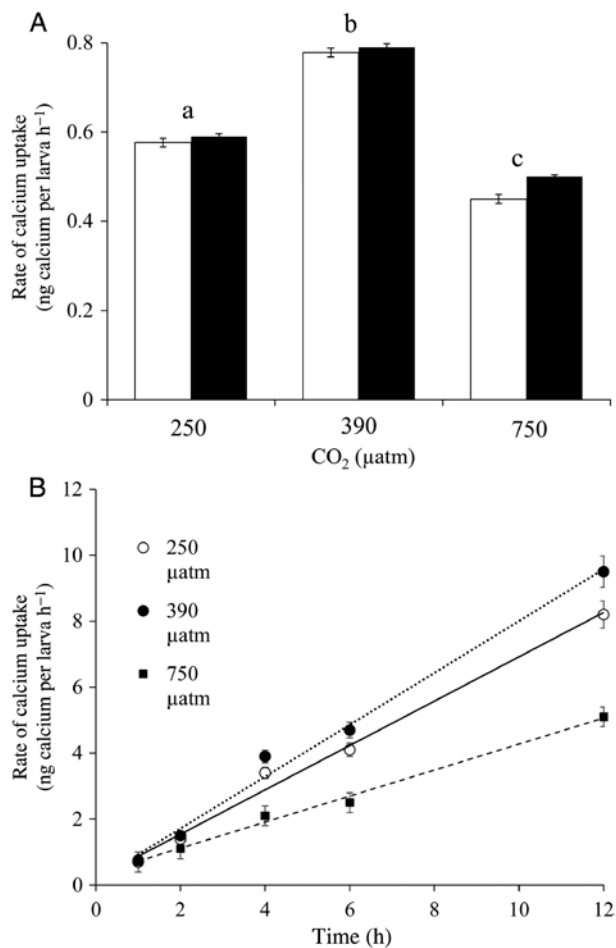 A
Rate of calcium uptake
(ng calcium per larva h⁻¹)
0.8
0.6
0.4
0.2
0
a
b
c
250
390
750
CO₂ (µatm)
B
Rate of calcium uptake
(ng calcium per larva h⁻¹)
12
10
8
6
4
2
0
250
µatm
390
µatm
750
µatm
0
2
4
6
8
10
12
Time (h)